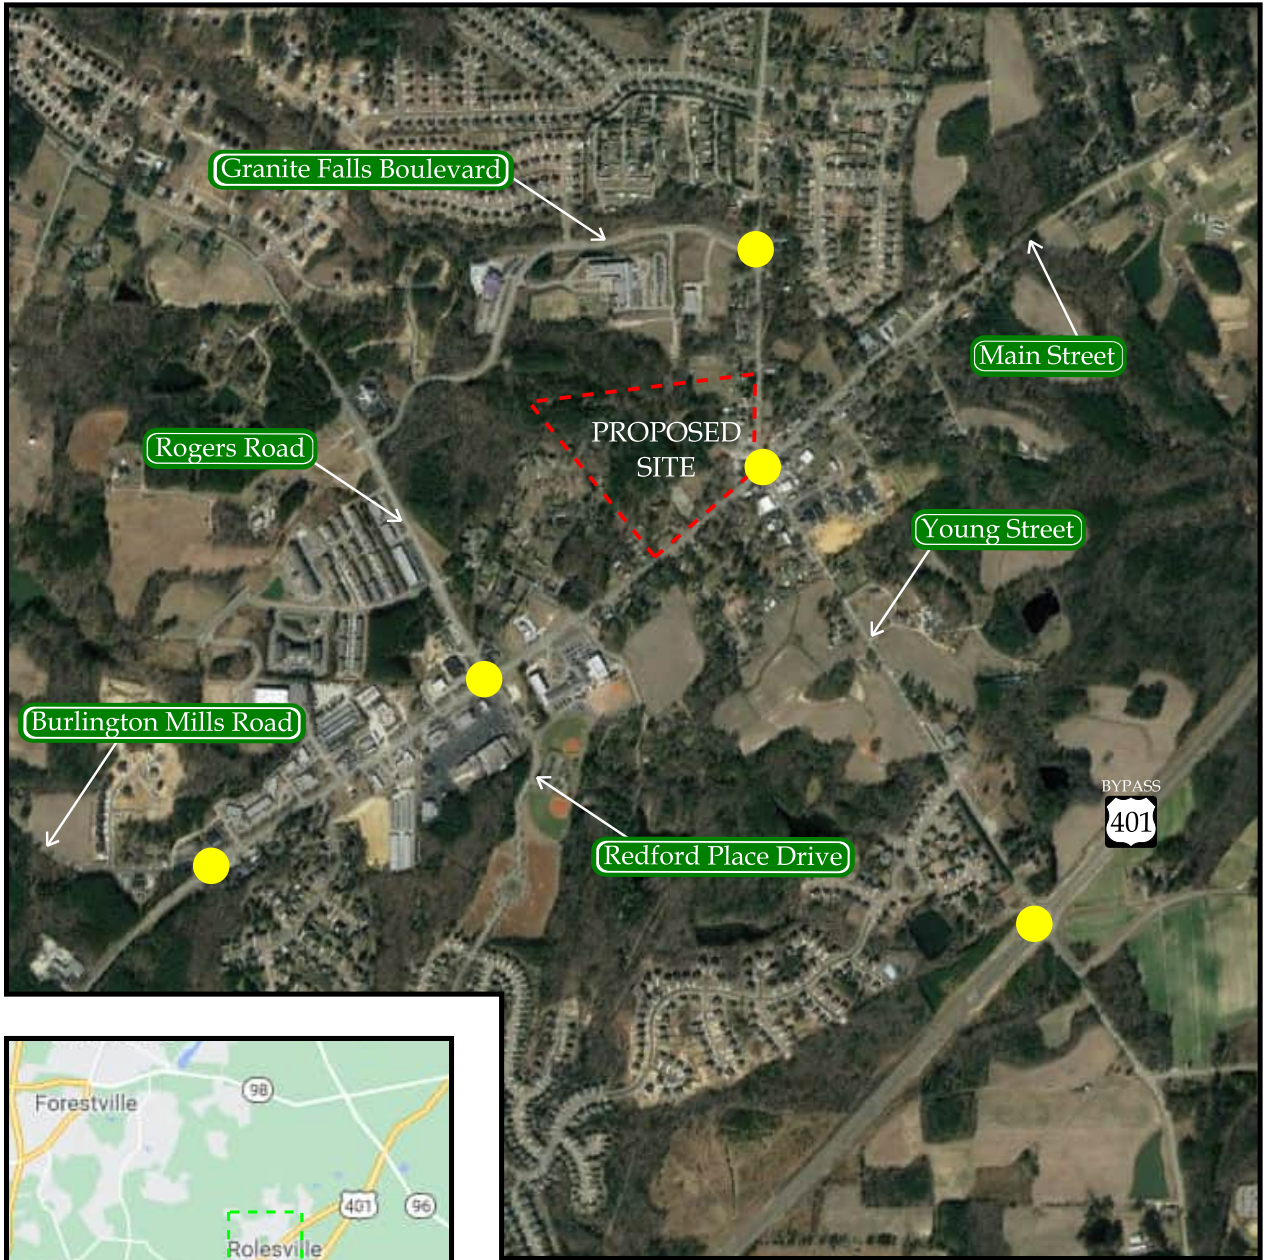 Granite Falls Boulevard
Main Street
PROPOSED
SITE
Rogers Road
Young Street
Burlington Mills Road
BYPASS
401
Redford Place Drive
98
Forestville
401
96
Rolesville